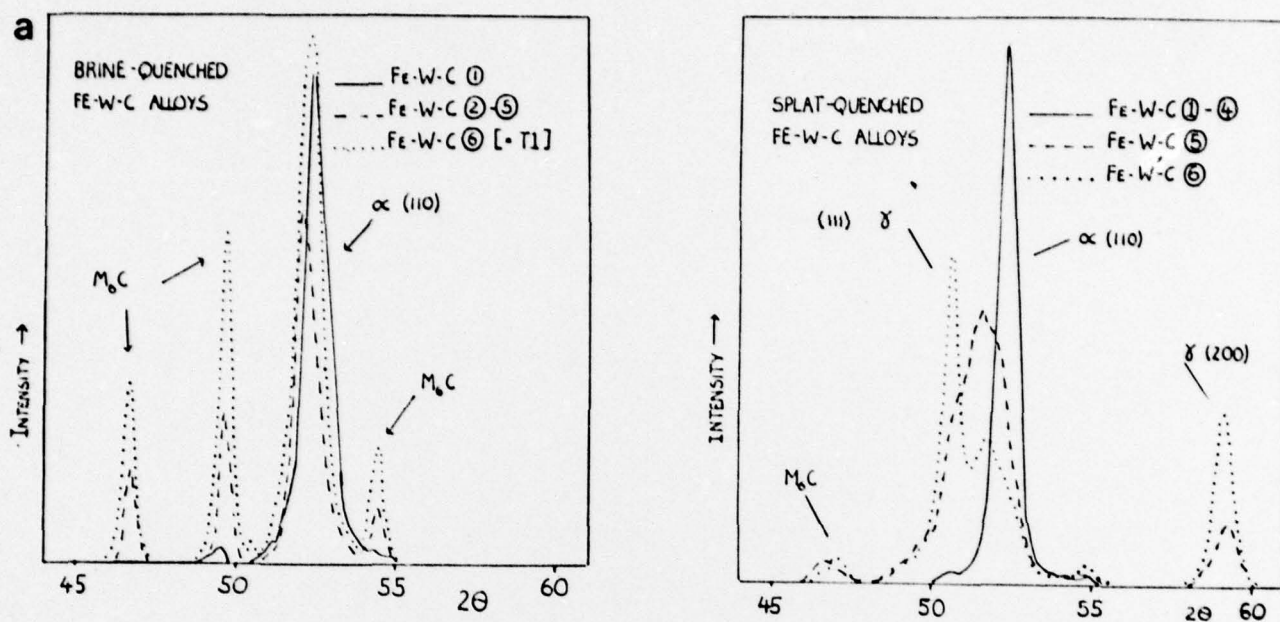 a
BRINE-QUENCHED
FE-W-C ALLOYS
FE-W-C ①
FE-W-C ②-⑤
FE-W-C ⑥ [= T1]
α (110)
M₆C
M₆C
INTENSITY →
45 50 55 2θ 60
SPLAT-QUENCHED
FE-W-C ALLOYS
FE-W-C ①-④
FE-W-C ⑤
FE-W-C ⑥
(111) γ
α (110)
γ (200)
M₆C
INTENSITY →
45 50 55 2θ 60